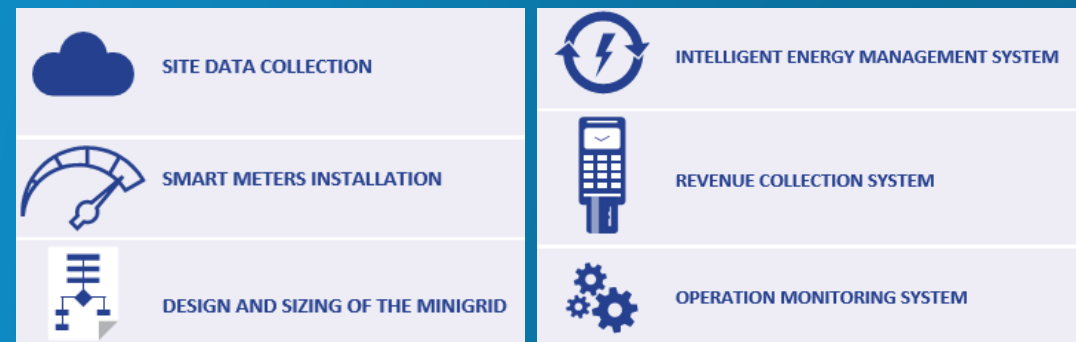 SITE DATA COLLECTION
SMART METERS INSTALLATION
DESIGN AND SIZING OF THE MINIGRID
INTELLIGENT ENERGY MANAGEMENT SYSTEM
REVENUE COLLECTION SYSTEM
OPERATION MONITORING SYSTEM